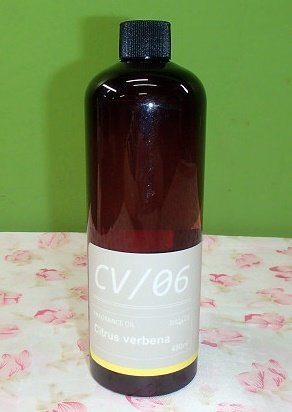 CV/06
FRAGRANCE OIL
Citrus verbena